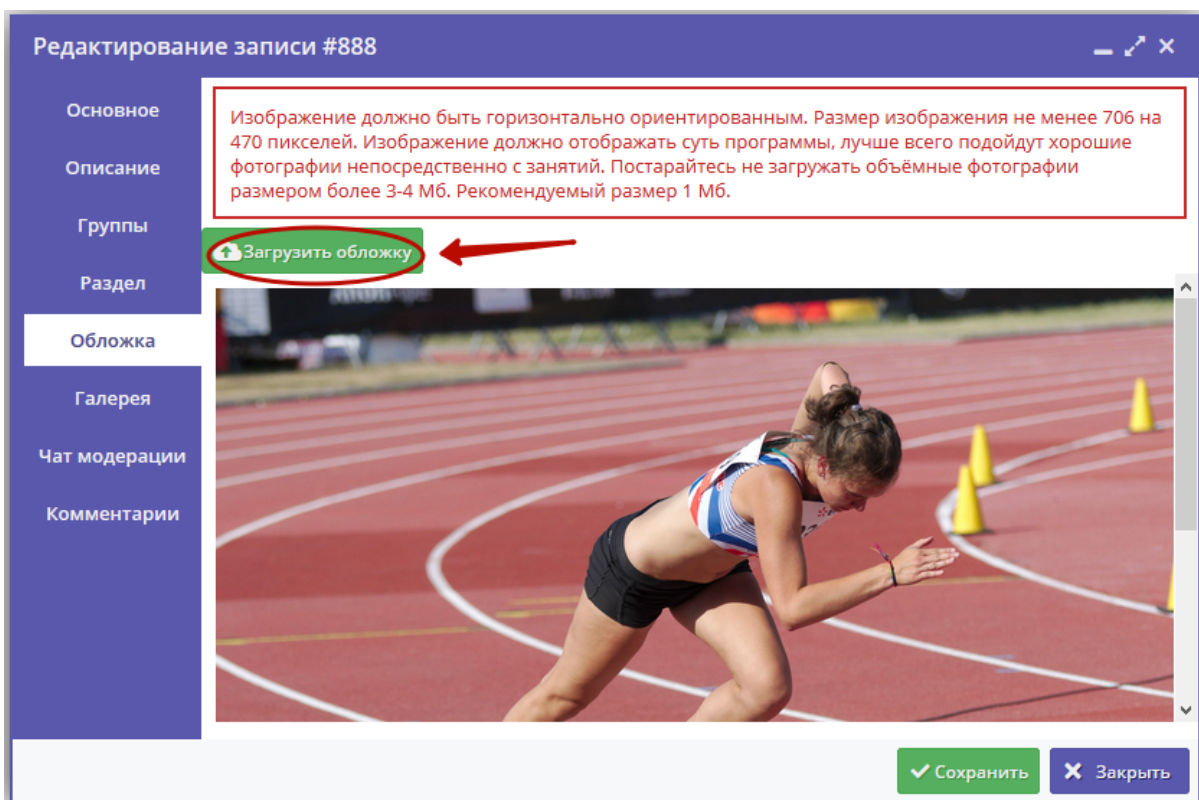 Редактирование записи #888
Основное
Описание
Группы
Раздел
Обложка
Галерея
Чат модерации
Комментарии
Изображение должно быть горизонтально ориентированным. Размер изображения не менее 706 на
470 пикселей. Изображение должно отображать суть программы, лучше всего подойдут хорошие
фотографии непосредственно с занятий. Постарайтесь не загружать объёмные фотографии
размером более 3-4 Мб. Рекомендуемый размер 1 Мб.
Загрузить обложку
Сохранить
Закрыть